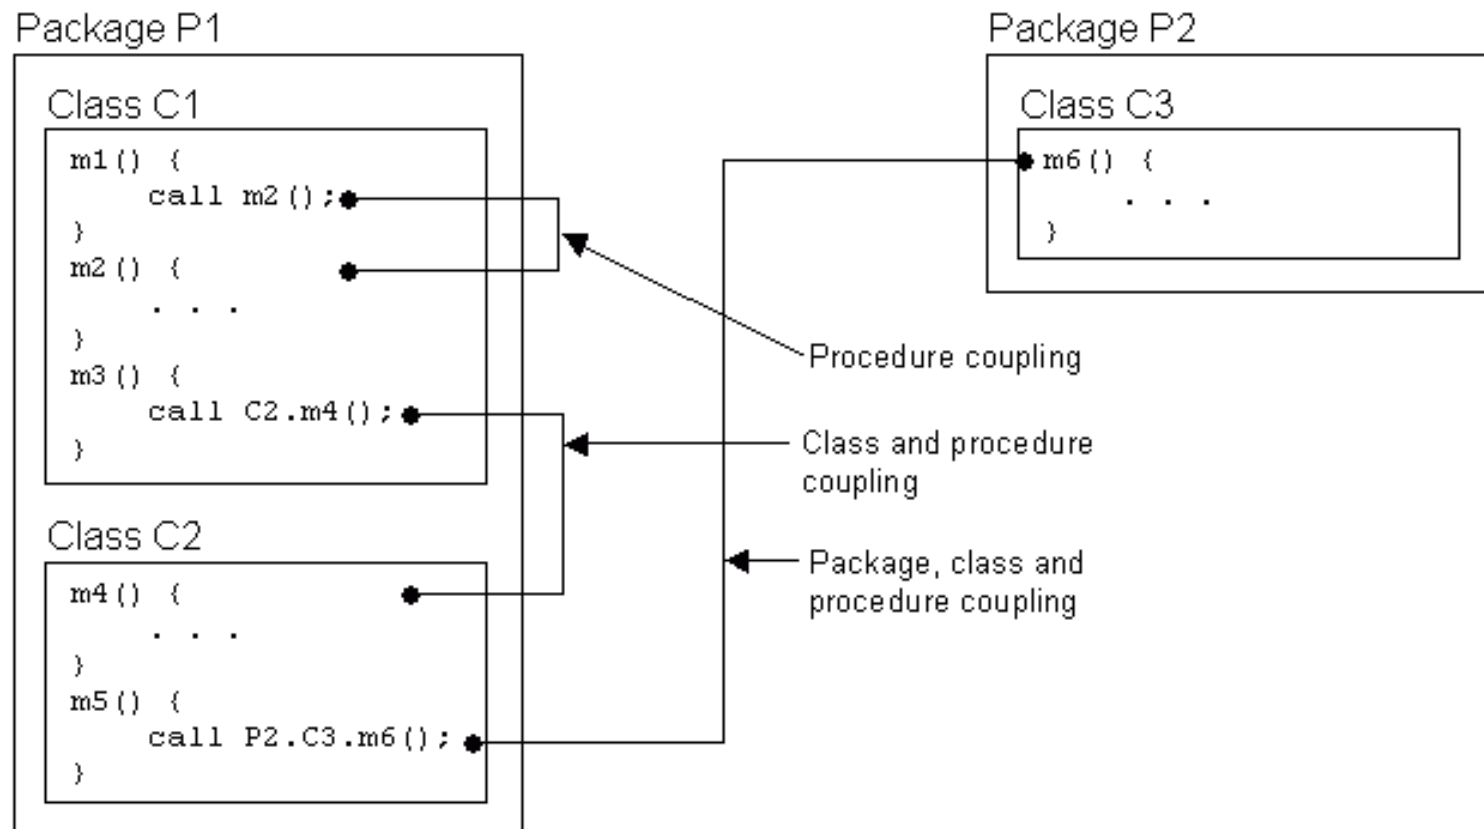 Package P1
Class C1
m1() {
call m2();
}
m2() {
. . .
}
m3() {
call C2.m4();
}
Class C2
m4() {
. . .
}
m5() {
call P2.C3.m6();
}
Package P2
Class C3
m6() {
. . .
}
Procedure coupling
Class and procedure
coupling
Package, class and
procedure coupling